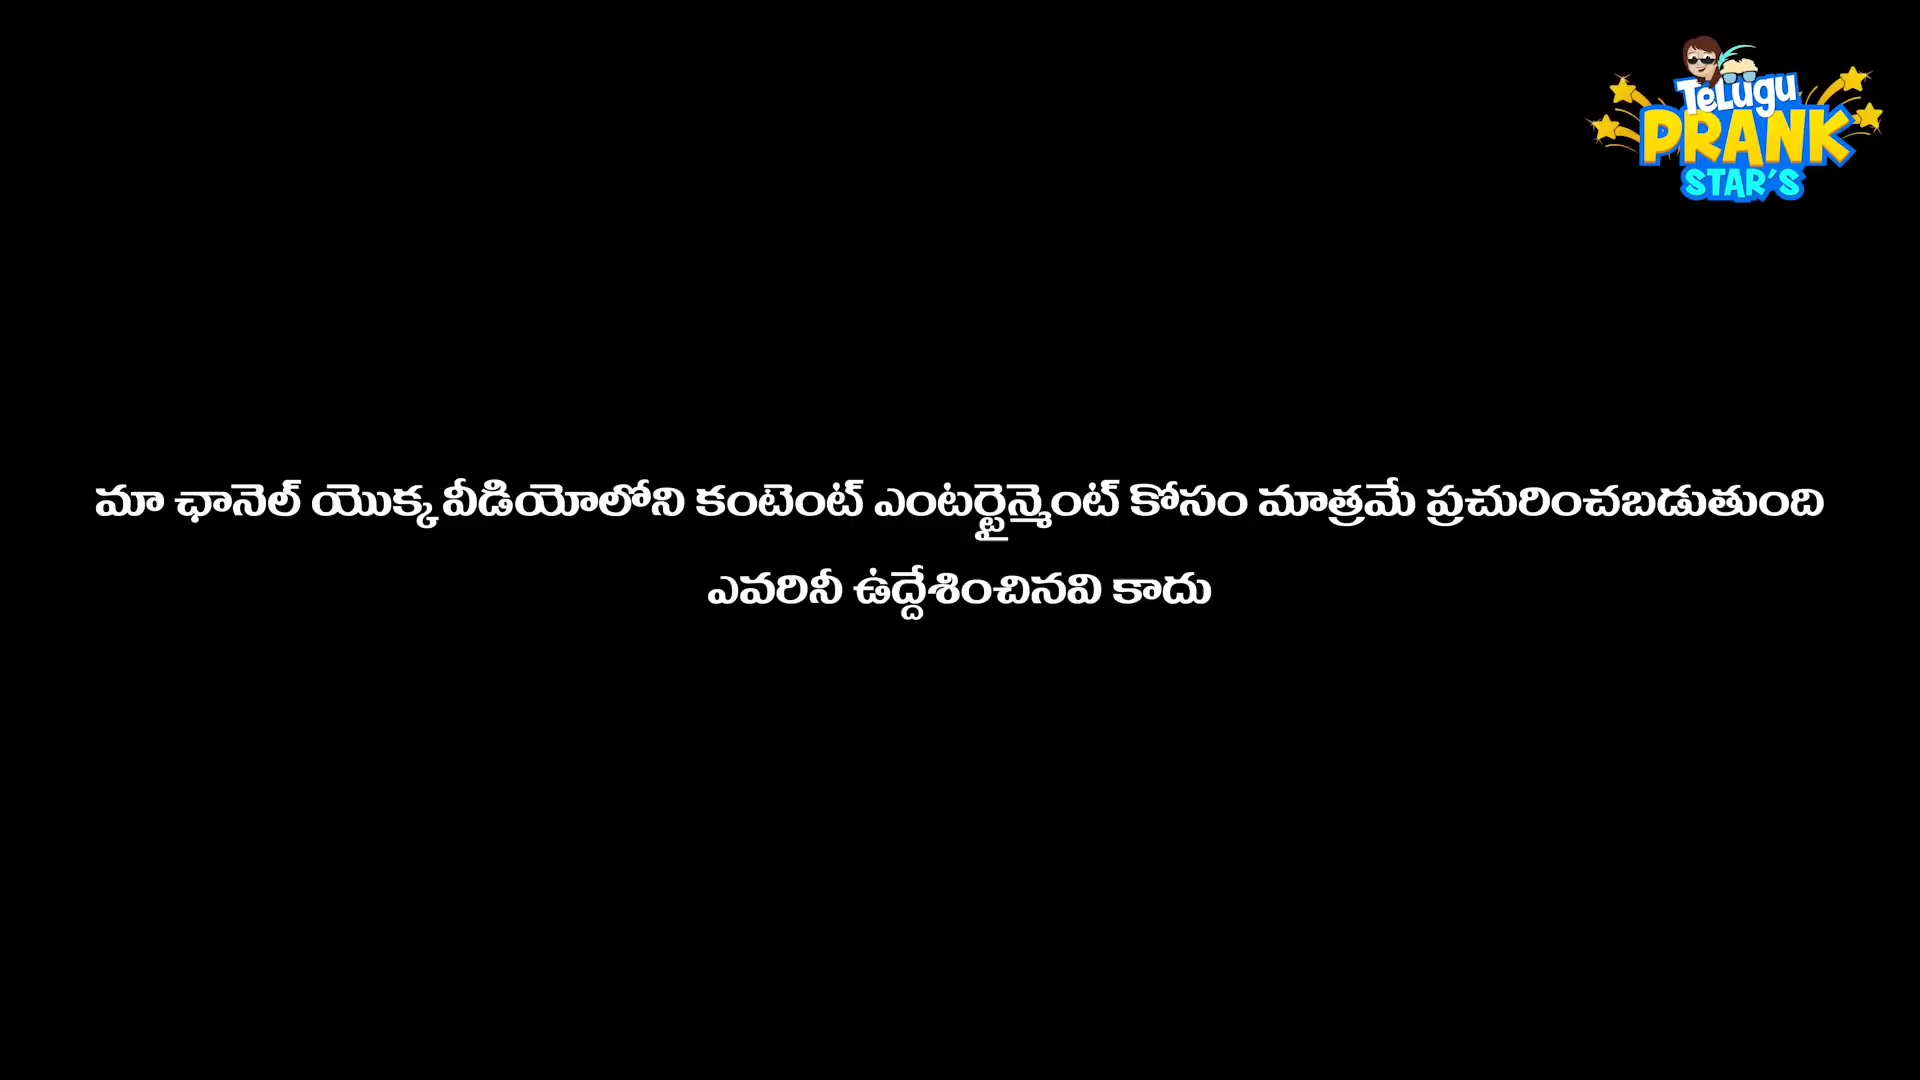 TeLugu
PRANK
STAR'S
మా ఛానెల్ యొక్క వీడియోలోని కంటెంట్ ఎంటర్టైన్మెంట్ కోసం మాత్రమే ప్రచురించబడుతుంది
ఎవరినీ ఉద్దేశించినవి కాదు